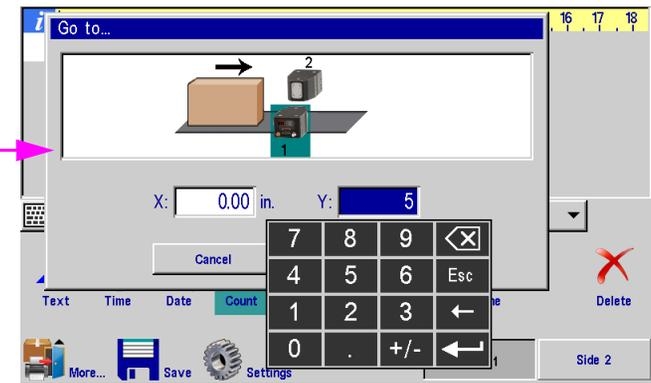 i
Go to...
16 17 18
2
1
X: 0.00 in. Y: 5
7 8 9
Cancel
4 5 6 Esc
Text Time Date Count Delete
1 2 3
0 . +/-
More... Save Settings 1 Side 2